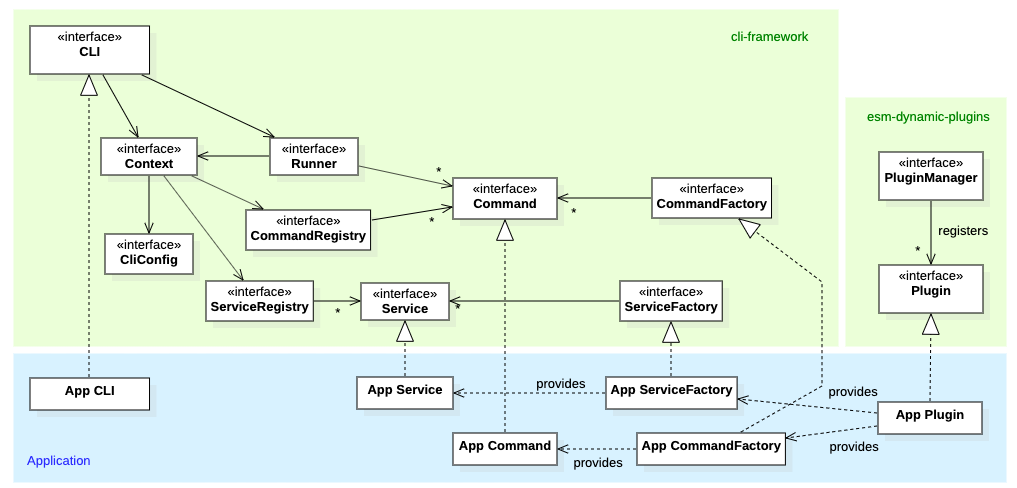 «interface»
CLI
cli-framework
esm-dynamic-plugins
«interface»
Context
«interface»
Runner
*
«interface»
Command
«interface»
CommandFactory
*
«interface»
PluginManager
«interface»
CommandRegistry
*
registers
*
«interface»
CliConfig
«interface»
Plugin
«interface»
ServiceRegistry
*
«interface»
Service
*
«interface»
ServiceFactory
App CLI
App Service
provides
App ServiceFactory
provides
App Plugin
App Command
provides
App CommandFactory
provides
Application